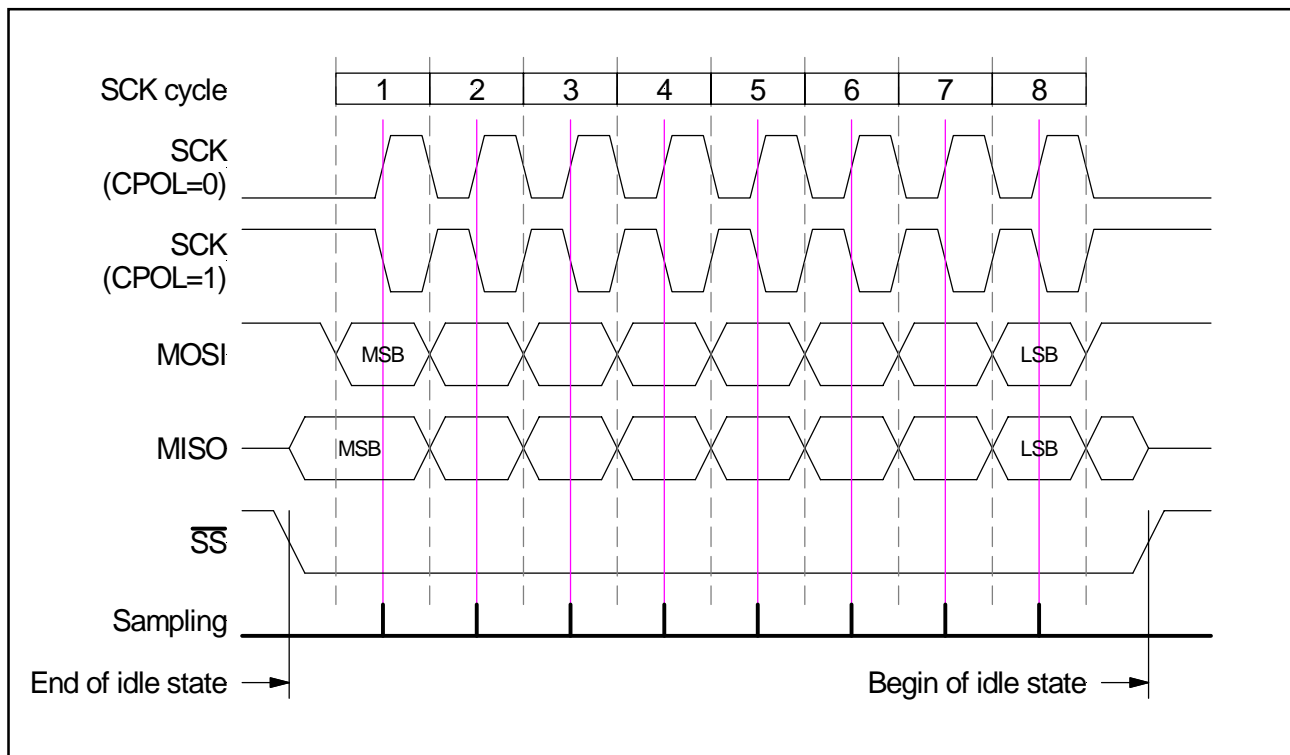 SCK cycle 1 2 3 4 5 6 7 8
SCK
(CPOL=0)
SCK
(CPOL=1)
MOSI MSB LSB
MISO MSB LSB
SS
Sampling
End of idle state Begin of idle state